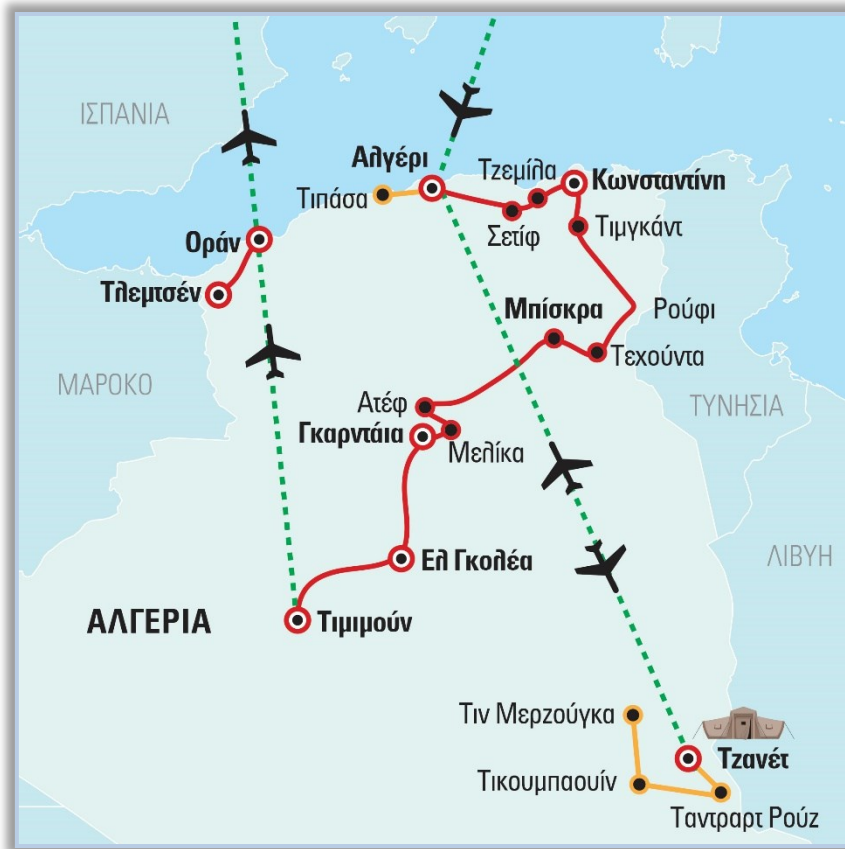 ΙΣΠΑΝΙΑ
Αλγέρι
Τζεμίλα
Κωνσταντίνη
Τιπάσα
Σετίφ
Τιμγκάντ
Οράν
Τλεμτσέν
Μπίσκρα
Ρούφι
Τεχούντα
ΜΑΡΟΚΟ
Ατέφ
ΤΥΝΗΣΙΑ
Γκαρντάια
Μελίκα
Ελ Γκολέα
ΛΙΒΥΗ
ΑΛΓΕΡΙΑ
Τιμιμούν
Τιν Μερζούγκα
Τζανέτ
Τικουμπαουίν
Ταντραρτ Ρούζ